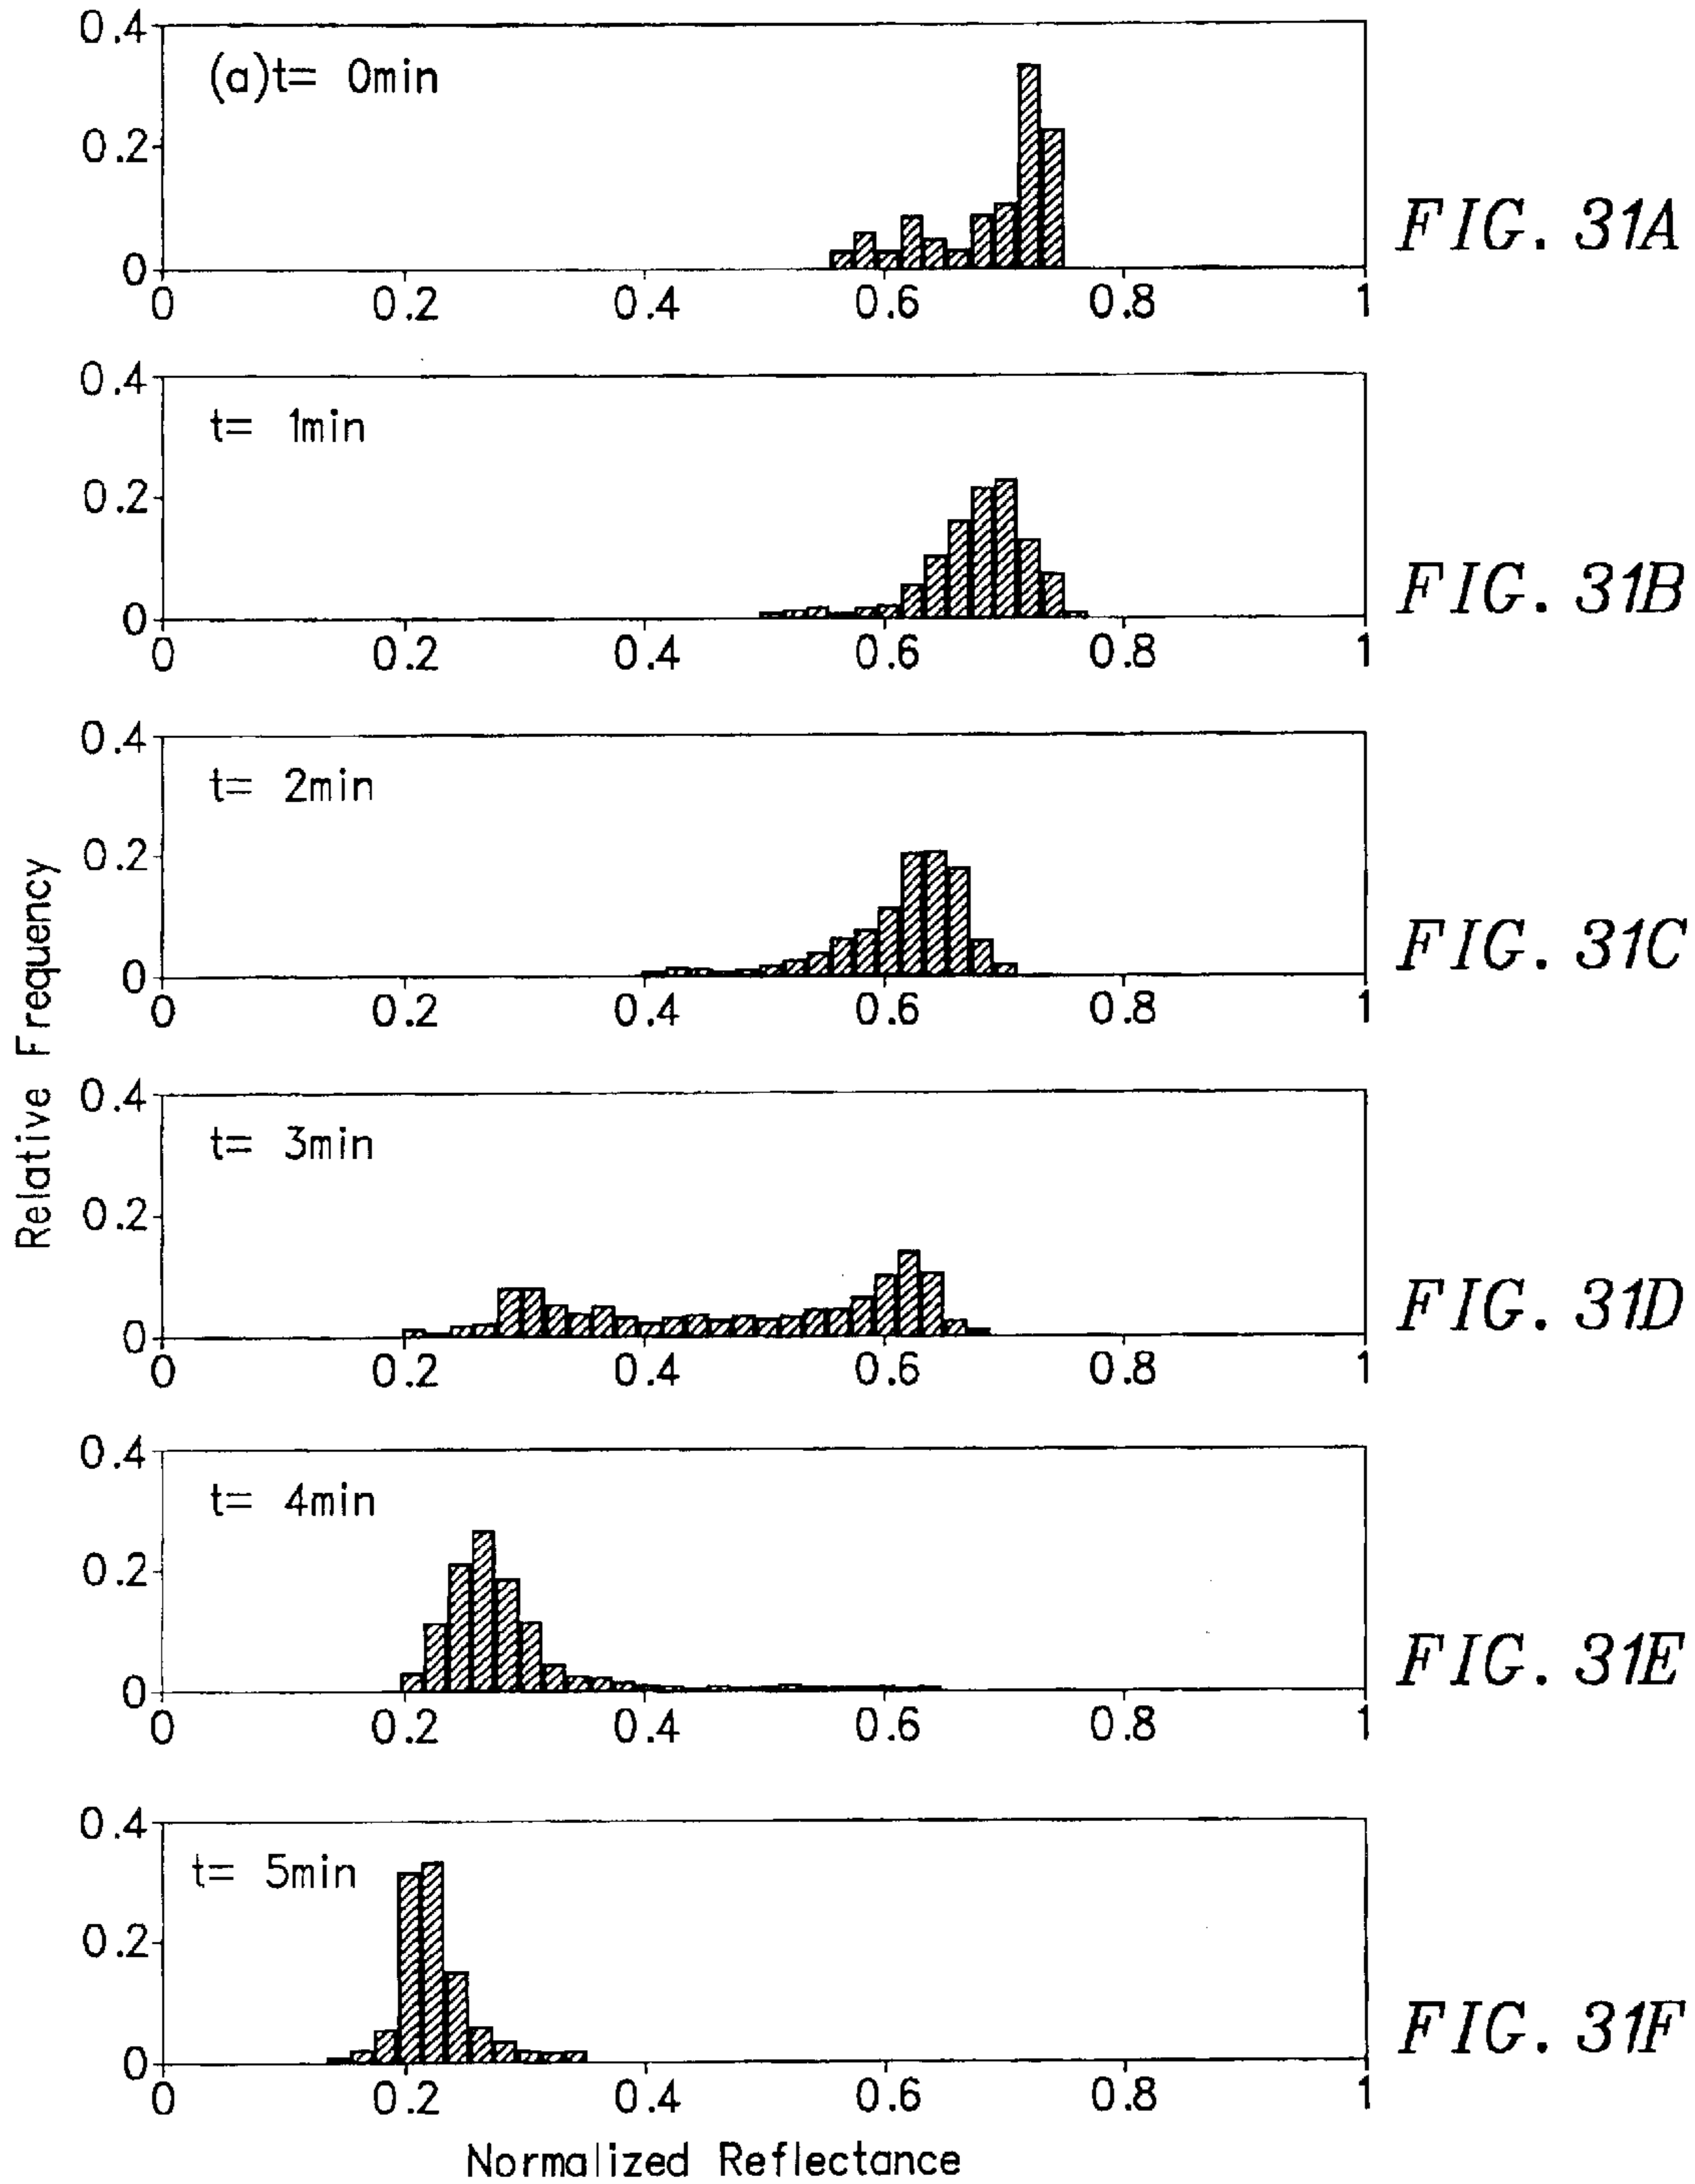 0.4
(a)t= 0min
0.2
0
0 0.2 0.4 0.6 0.8 1
FIG. 31A
0.4
t= 1min
0.2
0
0 0.2 0.4 0.6 0.8 1
FIG. 31B
0.4
t= 2min
0.2
0
0 0.2 0.4 0.6 0.8 1
FIG. 31C
Relative Frequency
0.4
t= 3min
0.2
0
0 0.2 0.4 0.6 0.8 1
FIG. 31D
0.4
t= 4min
0.2
0
0 0.2 0.4 0.6 0.8 1
FIG. 31E
0.4
t= 5min
0.2
0
0 0.2 0.4 0.6 0.8 1
FIG. 31F
Normalized Reflectance